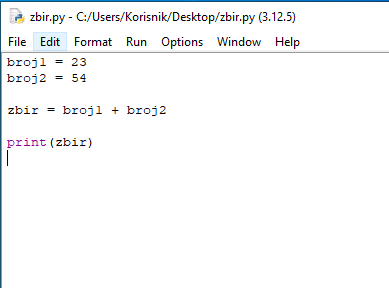 zbir.py - C:/Users/Korisnik/Desktop/zbir.py (3.12.5)
File Edit Format Run Options Window Help
broj1 = 23
broj2 = 54
zbir = broj1 + broj2
print(zbir)